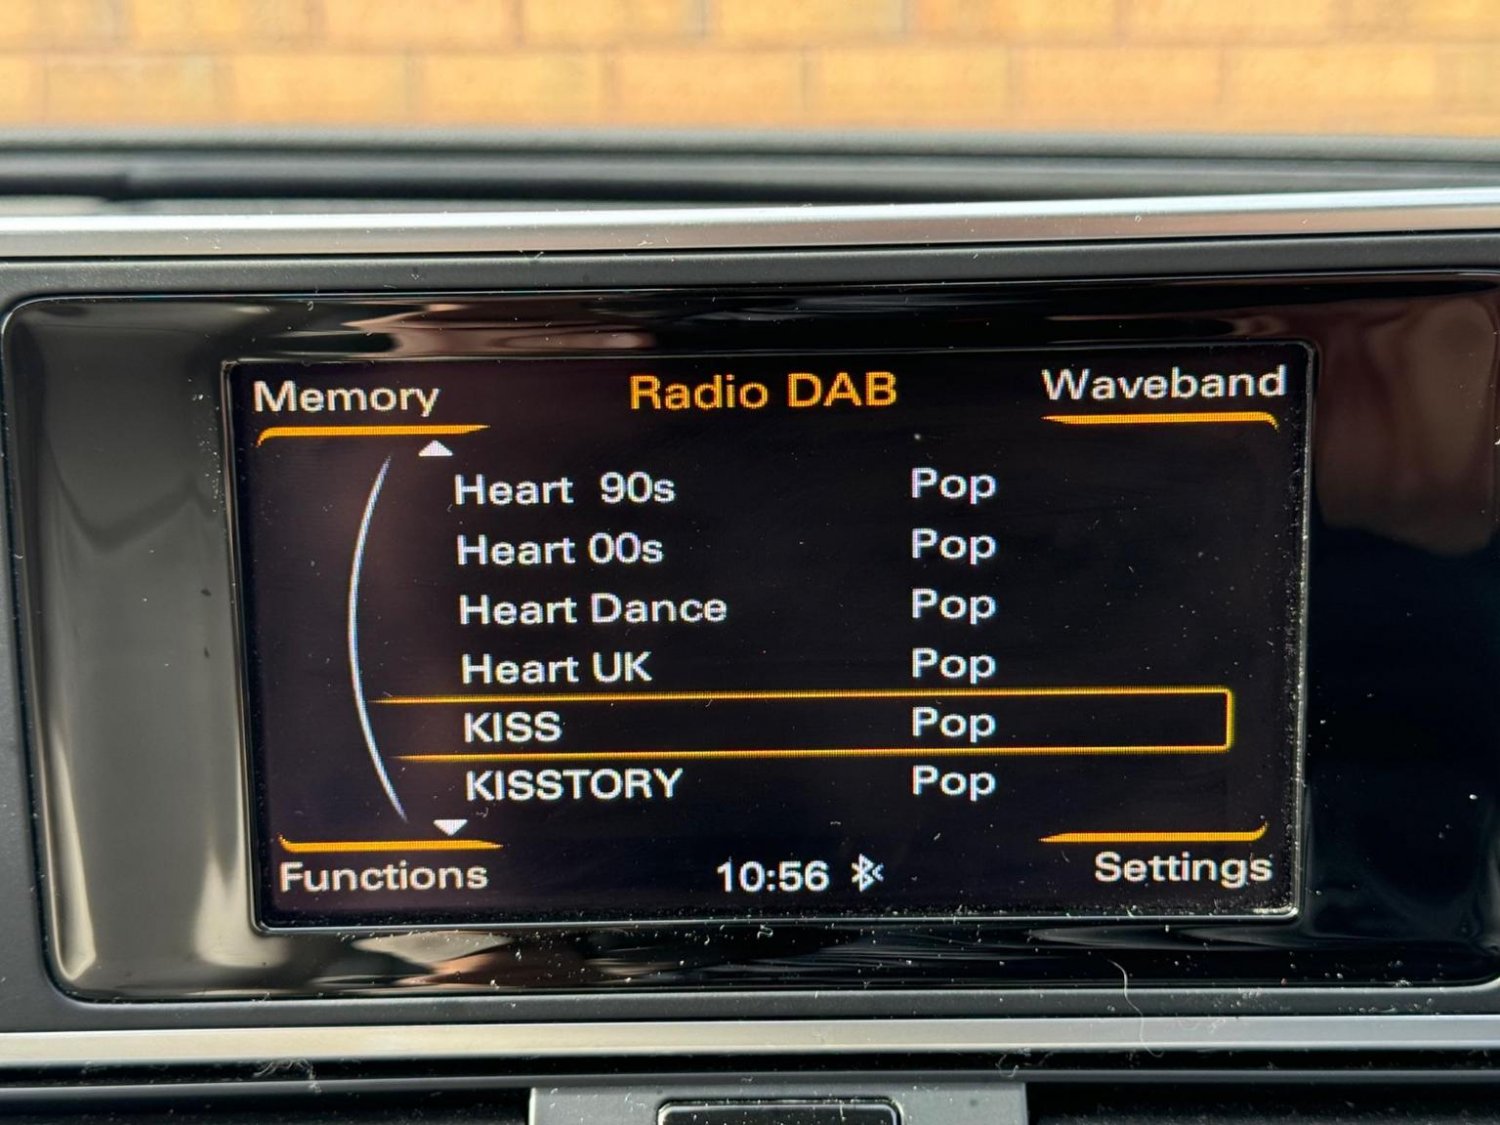 Memory Radio DAB Waveband
Heart 90s Pop
Heart 00s Pop
Heart Dance Pop
Heart UK Pop
KISS Pop
KISSTORY Pop
Functions 10:56 Settings